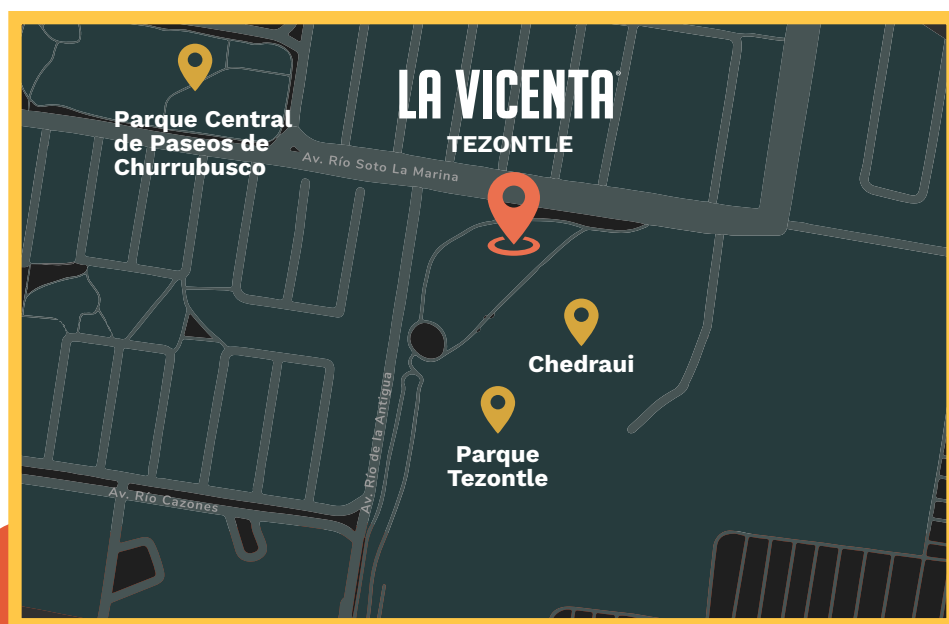 LA VICENTA®
TEZONTLE
Parque Central
de Paseos de
Churrubusco
Av. Río Soto La Marina
Chedraui
Parque
Tezontle
Av. Río de la Antigua
Av. Río Cazones